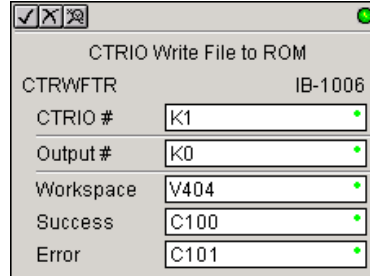 CTRIO Write File to ROM
CTRWFTR IB-1006
CTRIO # K1
Output # K0
Workspace V404
Success C100
Error C101